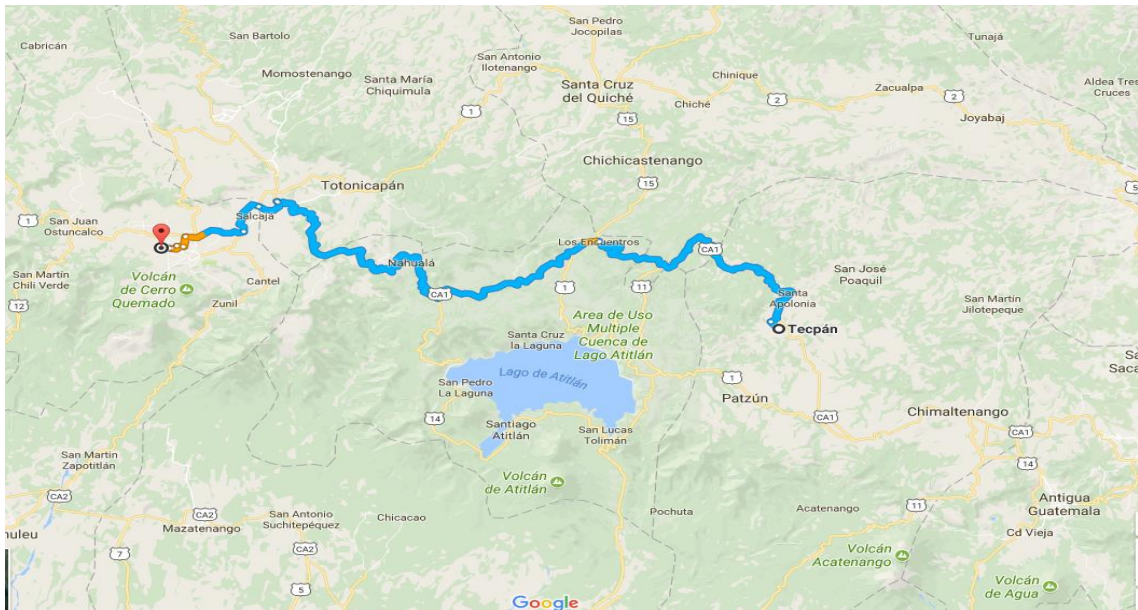 San Pedro
Jocopilas
San Bartolo
Tunajá
Cabricán
San Antonio
Ilotenango
Momostenango
Santa María
Chiquimula
Santa Cruz
del Quiché
Chinique
Aldea Tres
Cruces
Zacualpa
2
2
Chiché
1
15
Joyabaj
Chichicastenango
15
5
Totonicapán
1
San Juan
Ostuncalco
Salcajá
Los Encuentros
CA1
Nahualá
San Martín
Chili Verde
Volcán
de Cerro
Quemado
Cantel
San José
Poaquil
12
Zunil
CA1
1
11
Santa
Apolonia
San Martín
Jilotepeque
Area de Uso
Multiple
Cuenca de
Lago Atitlán
Tecpán
Santa Cruz
la Laguna
Sa
Saca
Lago de Atitlán
San Pedro
La Laguna
1
Patzún
14
CA1
Chimaltenango
Santiago
Atitlán
San Lucas
Tolimán
CA1
San Martin
Zapotitlán
14
Volcán
de Atitlán
CA2
Antigua
Guatemala
CA2
San Antonio
Suchitepéquez
Chicacao
Pochuta
Acatenango
11
huleu
Mazatenango
Cd Vieja
7
CA2
Volcán
Acatenango
5
Volcán
de Agua
Google